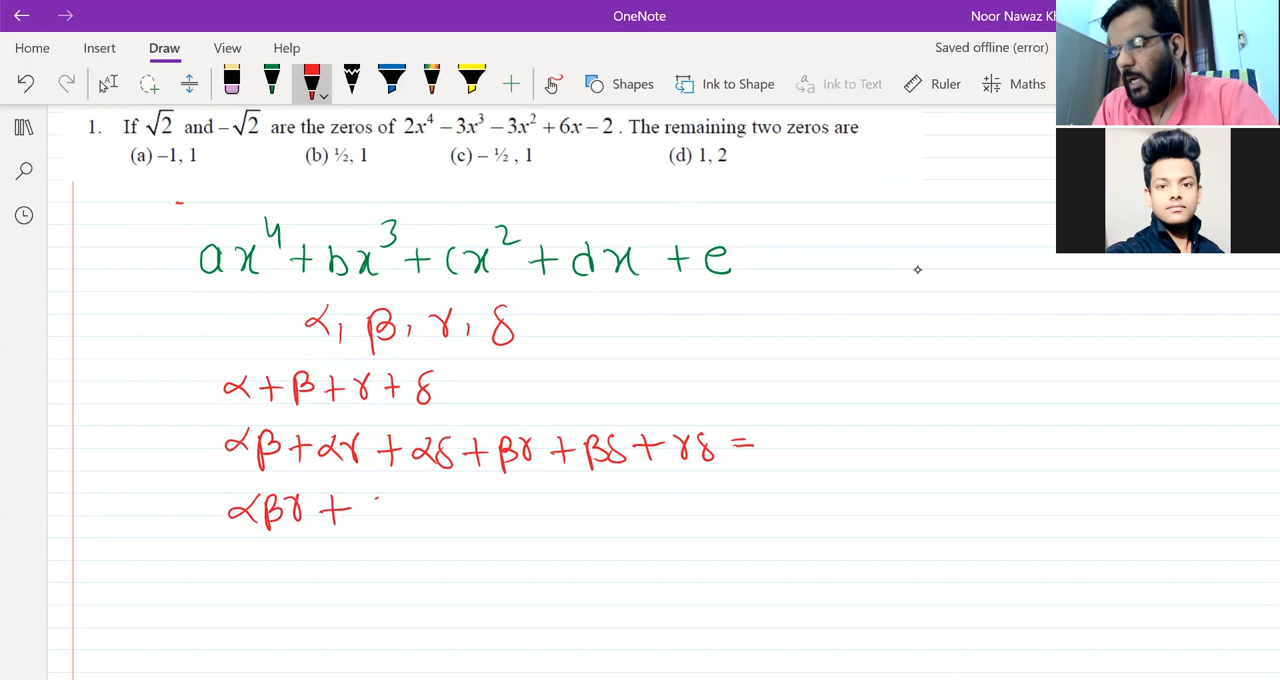 OneNote
Noor Nawaz Kh
Home Insert Draw View Help
Saved offline (error)
Shapes Ink to Shape Ink to Text Ruler Maths
1. If √2 and –√2 are the zeros of 2x⁴ – 3x³ – 3x² + 6x – 2. The remaining two zeros are
(a) –1, 1 (b) ½, 1 (c) – ½ , 1 (d) 1, 2
ax⁴ + bx³ + cx² + dx + e
α, β, γ, δ
α + β + γ + δ
αβ + αγ + αδ + βγ + βδ + γδ =
αβγ +